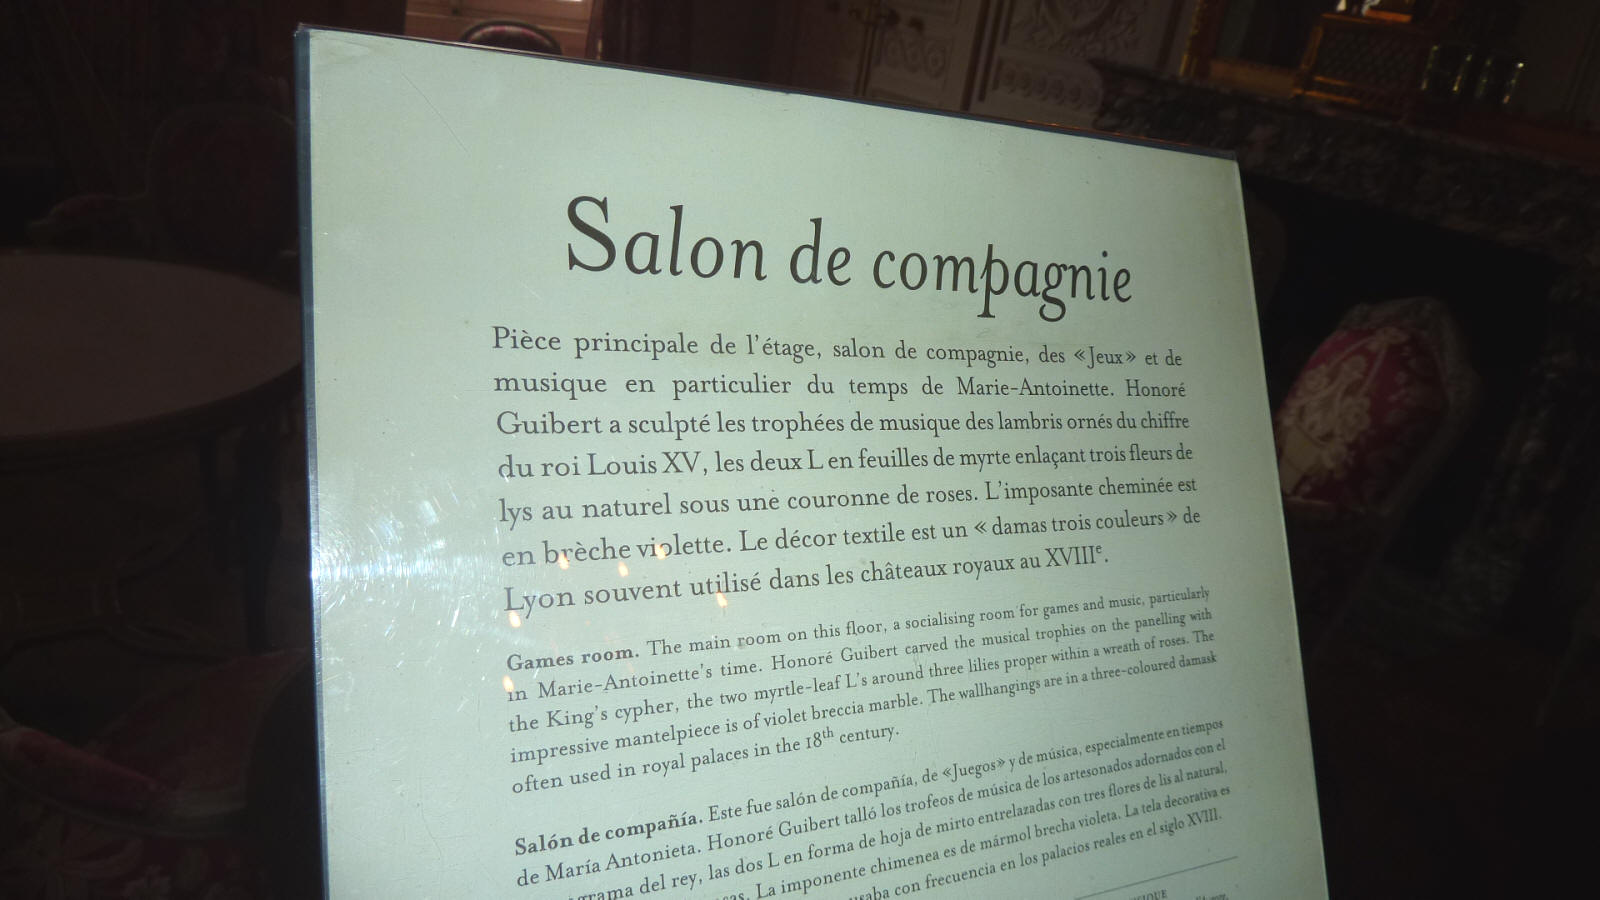 Salon de compagnie
Pièce principale de l'étage, salon de compagnie, des «Jeux» et de
musique en particulier du temps de Marie-Antoinette. Honoré
Guibert a sculpté les trophées de musique des lambris ornés du chiffre
du roi Louis XV, les deux L en feuilles de myrte enlaçant trois fleurs de
lys au naturel sous une couronne de roses. L'imposante cheminée est
en brèche violette. Le décor textile est un « damas trois couleurs » de
Lyon souvent utilisé dans les châteaux royaux au XVIIIe.
Games room. The main room on this floor, a socialising room for games and music, particularly
in Marie-Antoinette's time. Honoré Guibert carved the musical trophies on the panelling with
the King's cypher, the two myrtle-leaf L's around three lilies proper within a wreath of roses. The
impressive mantelpiece is of violet breccia marble. The wallhangings are in a three-coloured damask
often used in royal palaces in the 18th century.
Salón de compañía. Este fue salón de compañía, de «Juegos» y de música, especialmente en tiempos
de María Antonieta. Honoré Guibert talló los trofeos de música de los artesonados adornados con el
grama del rey, las dos L en forma de hoja de mirto entrelazadas con tres flores de lis al natural,
La imponente chimenea es de mármol brecha violeta. La tela decorativa es
con frecuencia en los palacios reales en el siglo XVIII.